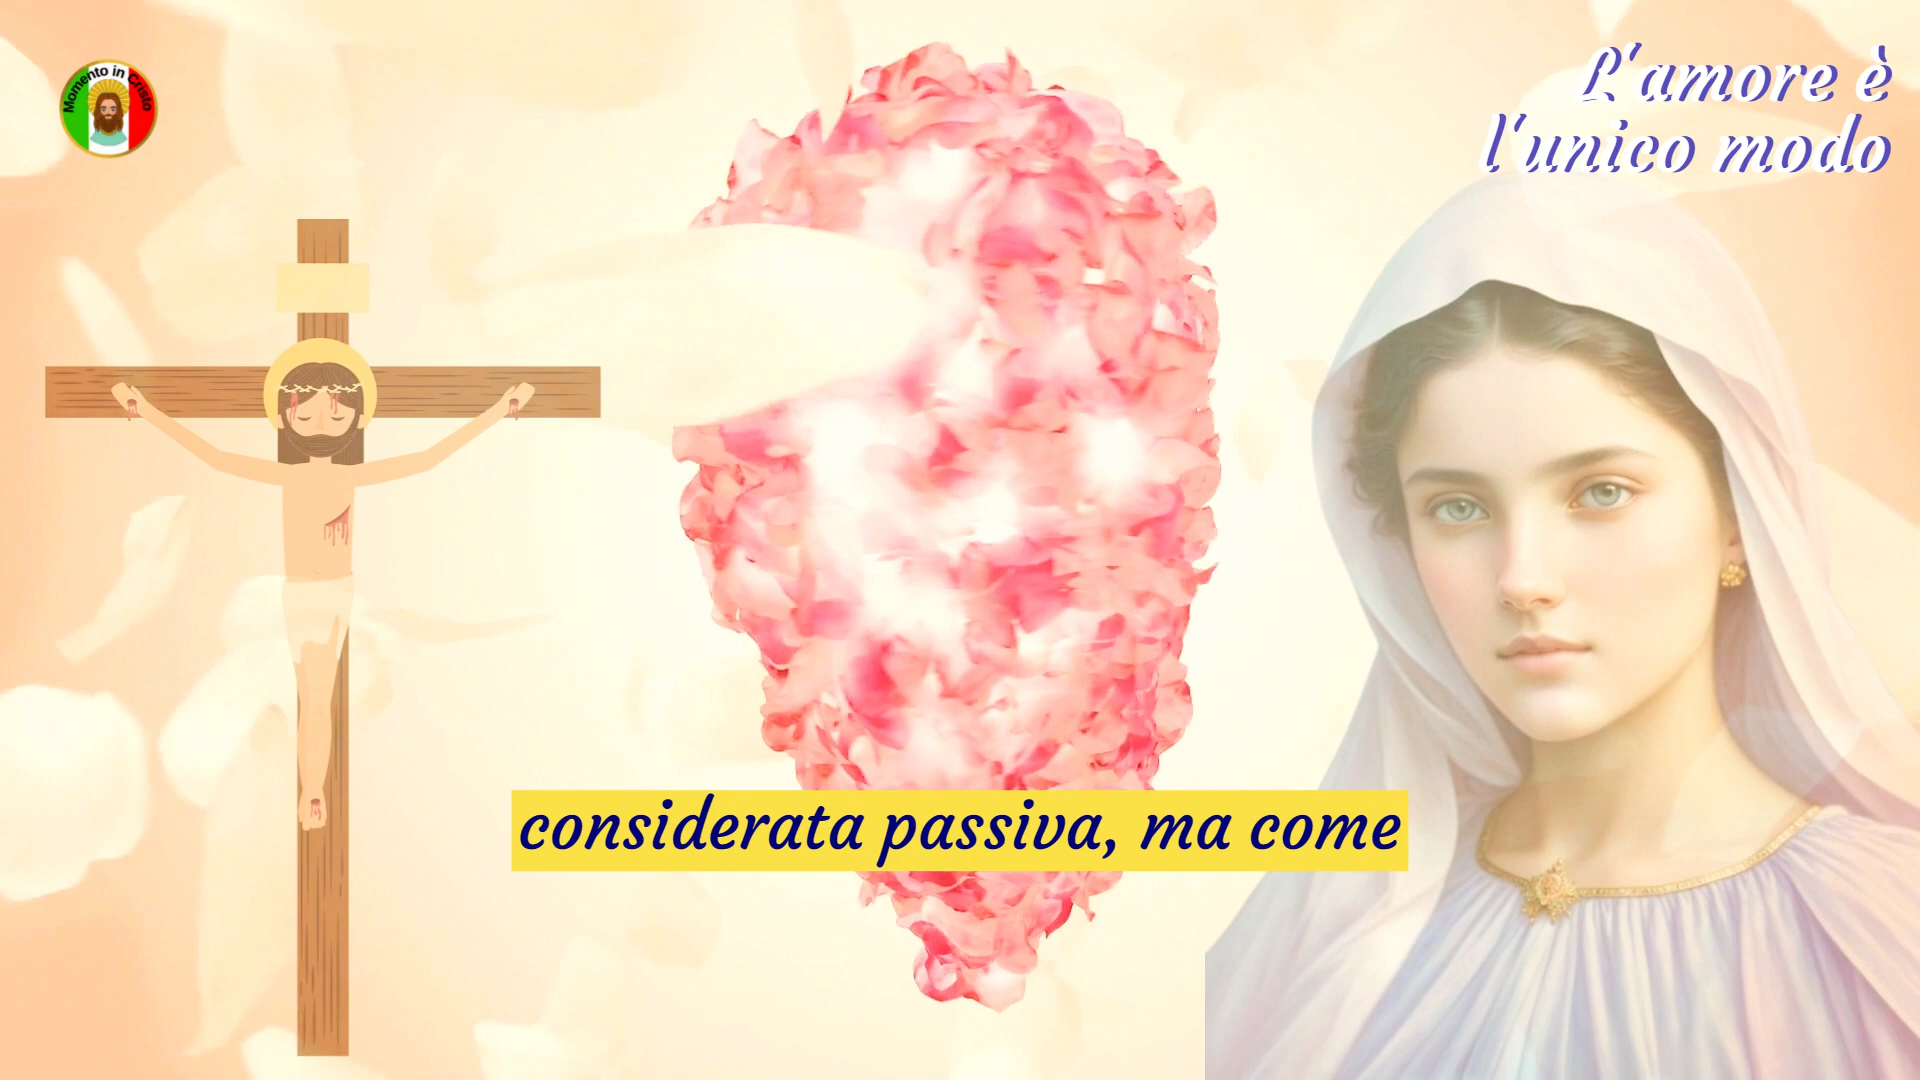 Momento in Cristo
L'amore è
l'unico modo
considerata passiva, ma come